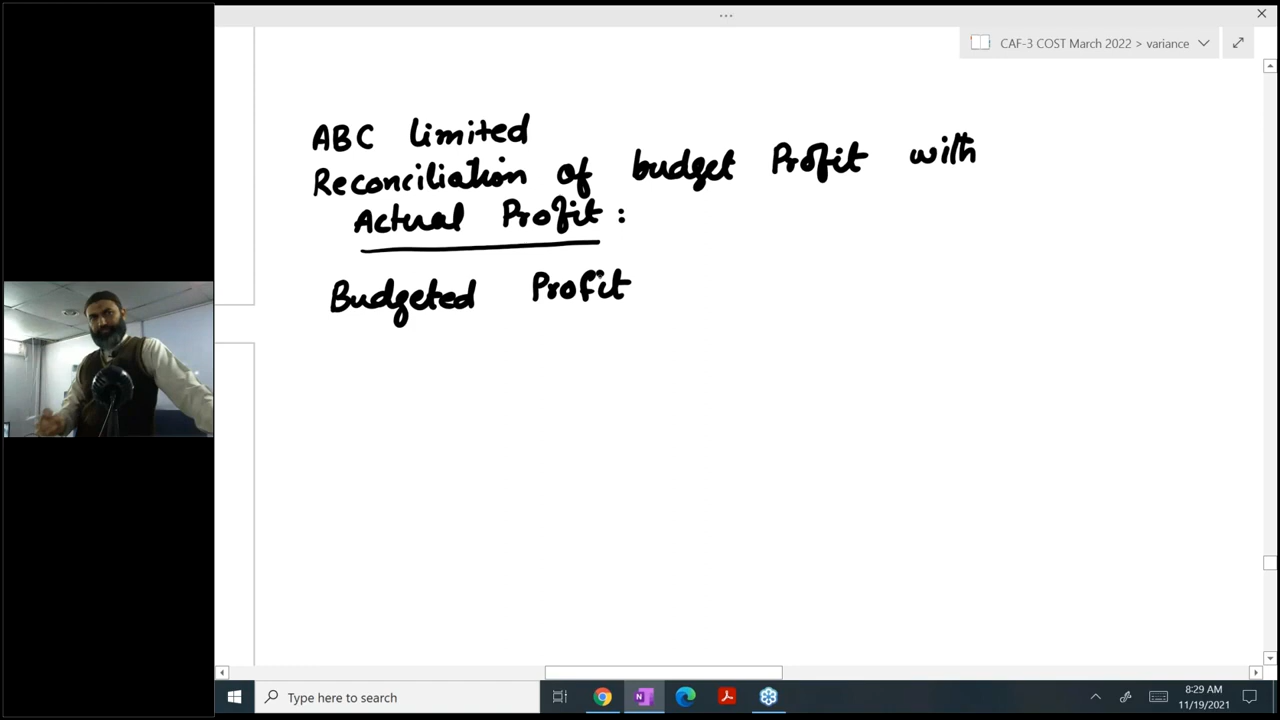 CAF-3 COST March 2022 > variance
ABC Limited
Reconciliation of budget Profit with
Actual Profit:
Budgeted Profit
Type here to search
8:29 AM
11/19/2021